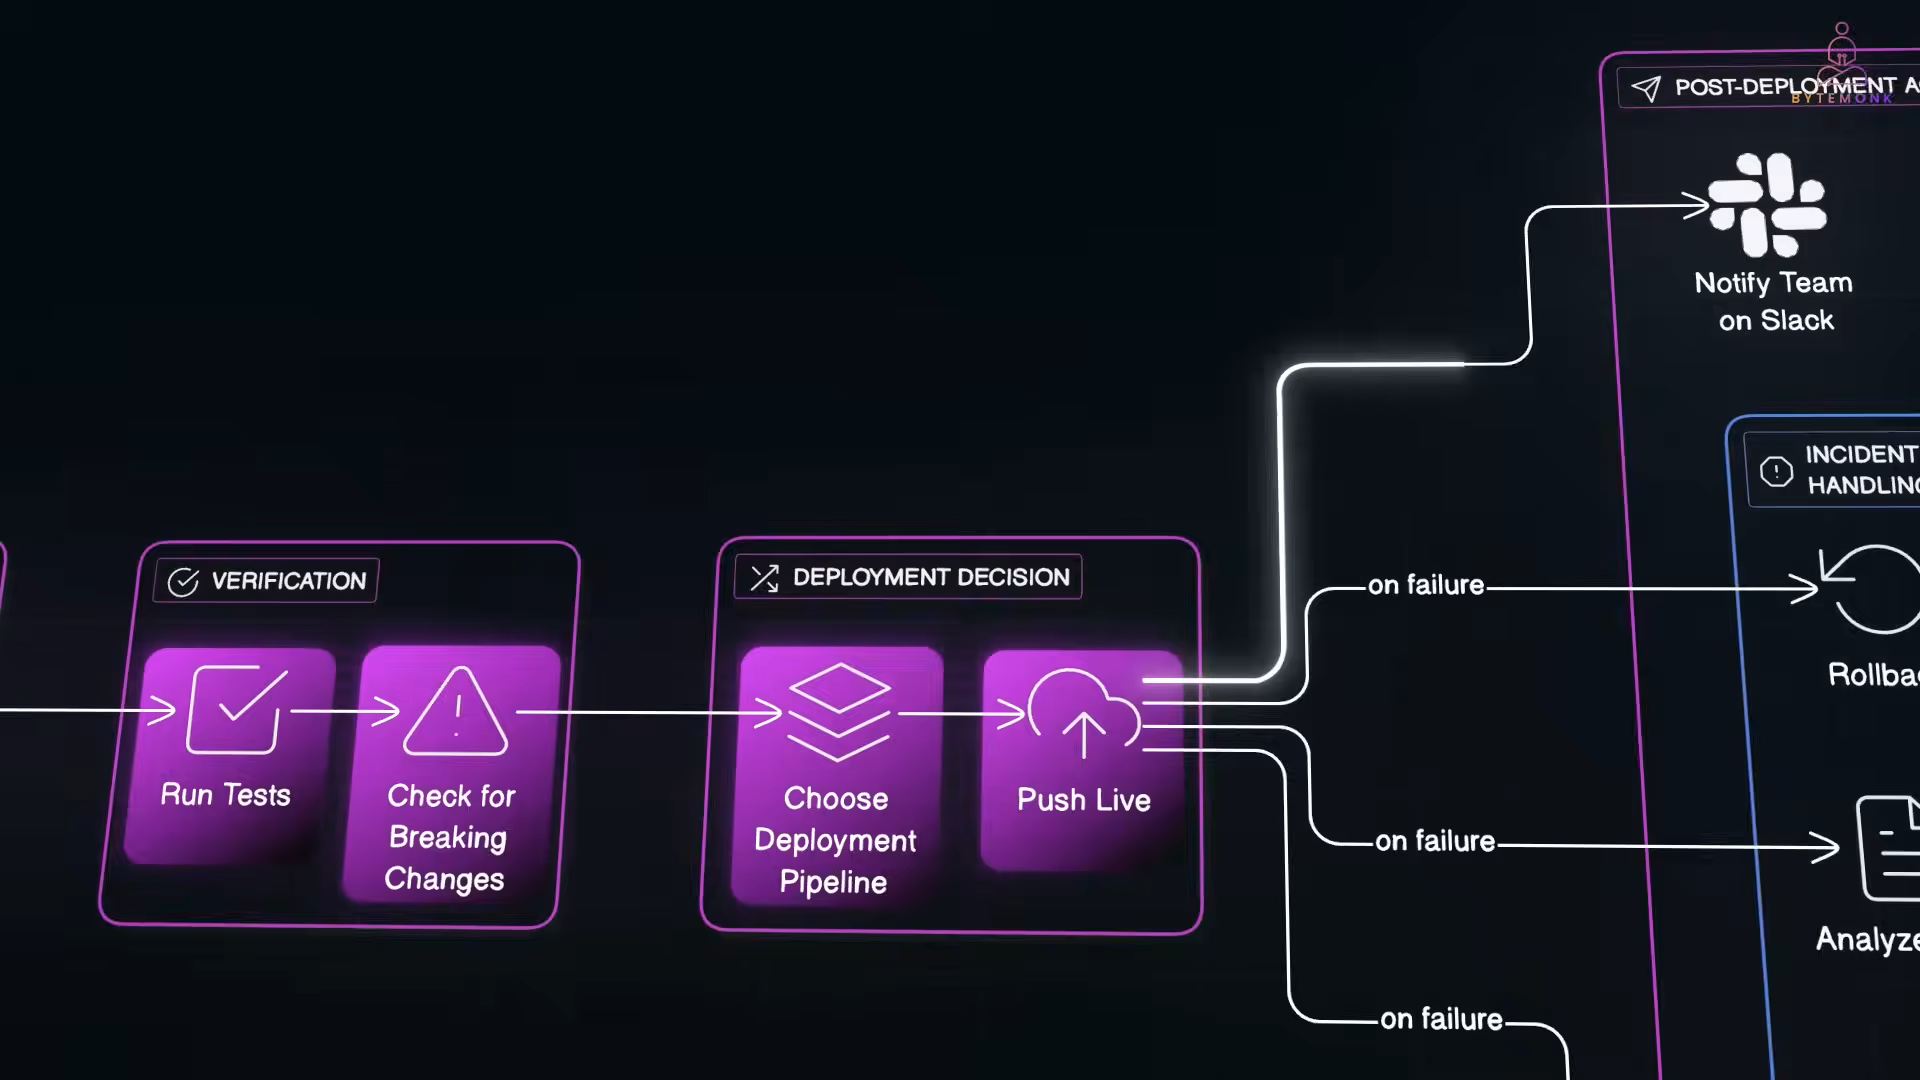 POST-DEPLOYMENT
BYTEMONK
Notify Team
on Slack
INCIDENT
HANDLING
VERIFICATION
DEPLOYMENT DECISION
on failure
Run Tests
Check for
Breaking
Changes
Choose
Deployment
Pipeline
Push Live
Rollba
on failure
Analyze
on failure